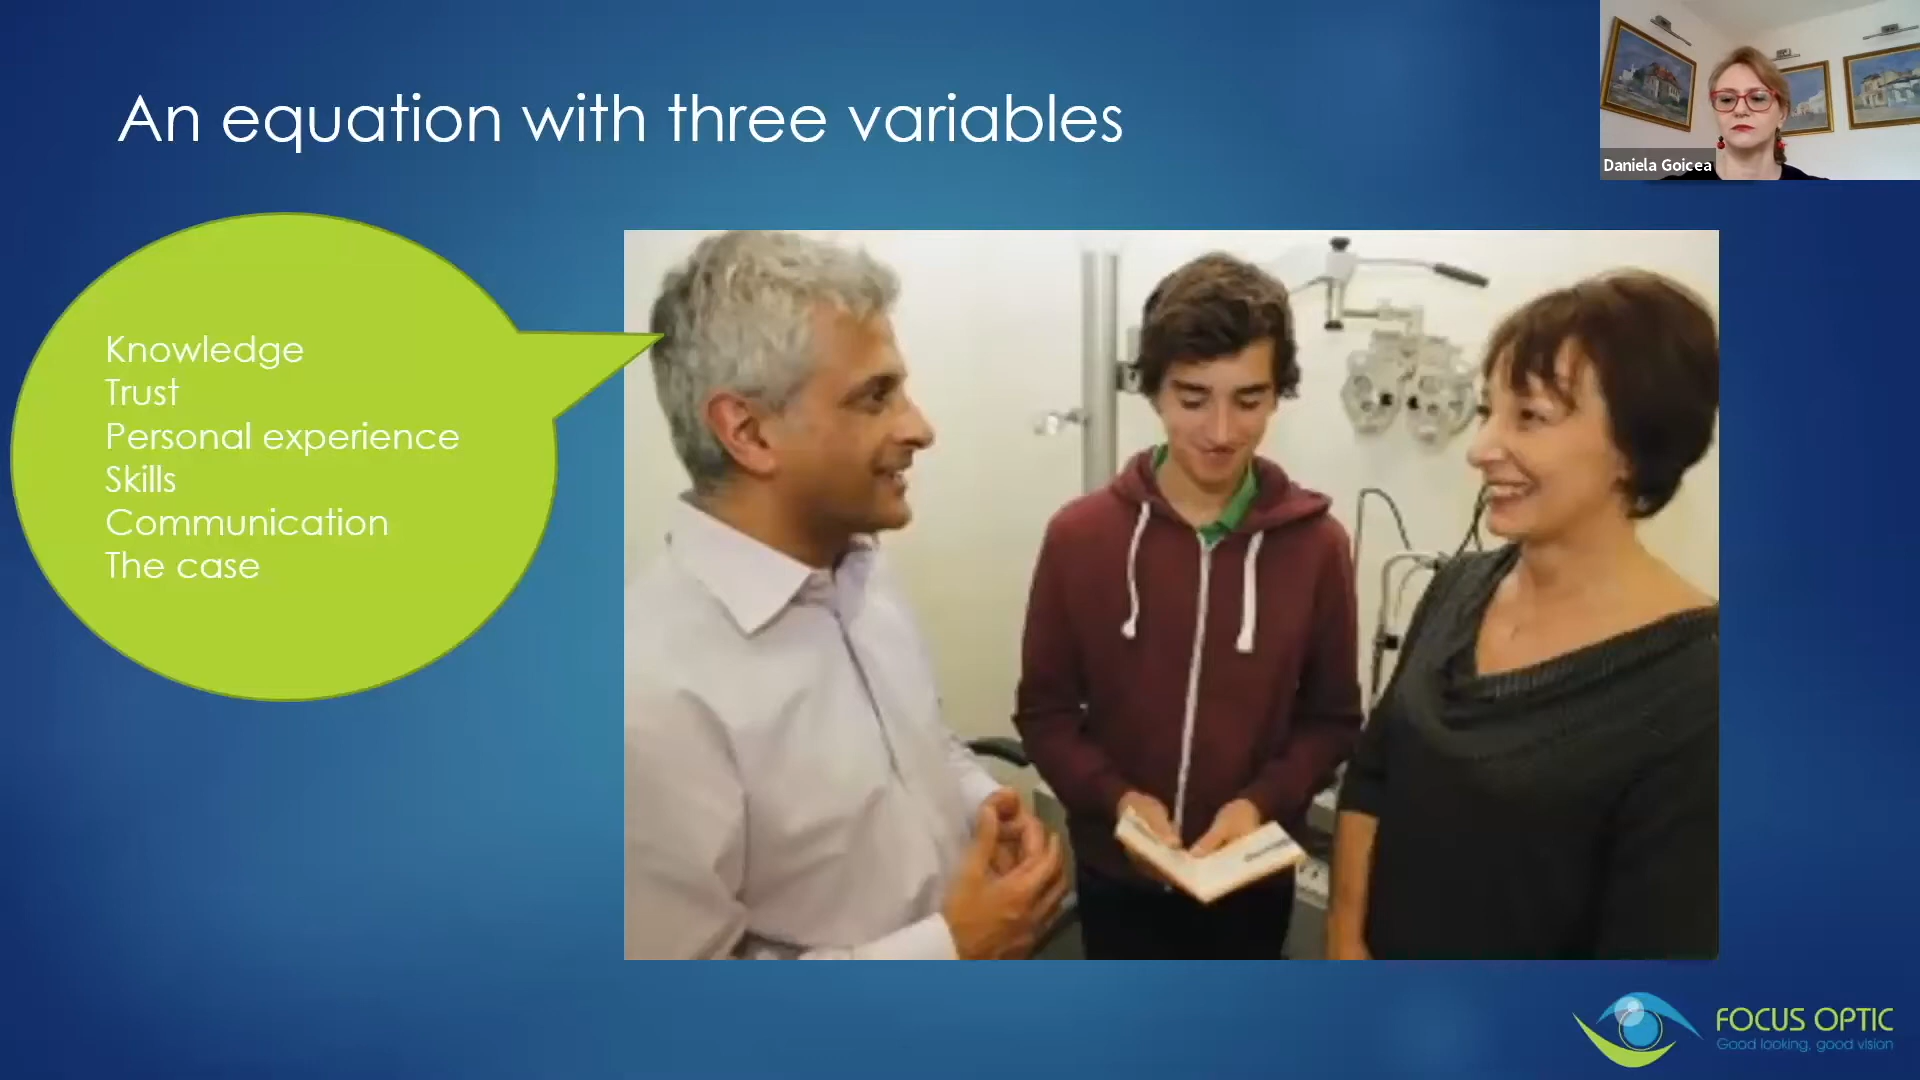 An equation with three variables
Daniela Goicea
Knowledge
Trust
Personal experience
Skills
Communication
The case
FOCUS OPTIC
Good looking, good vision